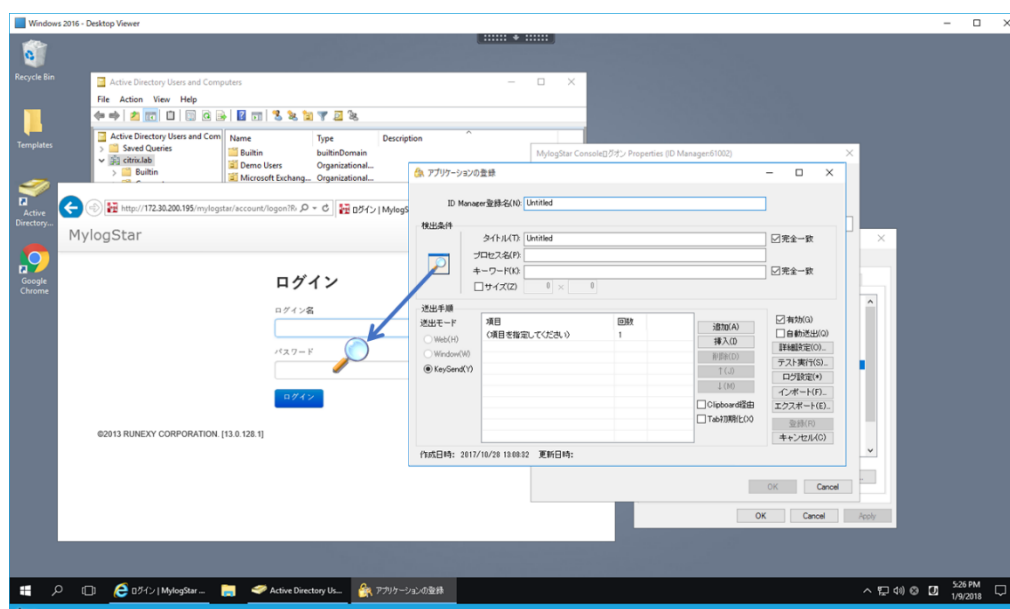 Windows 2016 - Desktop Viewer
Recycle Bin
Templates
Active
Directory...
Google
Chrome
Active Directory Users and Computers
File Action View Help
Active Directory Users and Com
Saved Queries
citrix.lab
Builtin
Name Type Description
Builtin builtinDomain
Demo Users Organizational...
Microsoft Exchang... Organizational...
MylogStar Consoleログオン Properties (ID Manager:61002)
http://172.30.200.195/mylogstar/account/logon?R
ログイン | MylogS
MylogStar
ログイン
ログイン名
パスワード
ログイン
©2013 RUNEXY CORPORATION. [13.0.128.1]
アプリケーションの登録
ID Manager登録名(N): Untitled
検出条件
タイトル(T): Untitled
完全一致
プロセス名(P):
キーワード(K):
完全一致
サイズ(Z) 0 × 0
送出手順
送出モード
Web(H)
Window(W)
KeySend(Y)
項目 回数
(項目を指定してください) 1
追加(A)
挿入(I)
削除(D)
↑(J)
↓(M)
Clipboard経由
Tab初期化(X)
有効(G)
自動送出(Q)
詳細設定(O)...
テスト実行(S)...
ログ設定(*)
インポート(F)...
エクスポート(E)...
登録(R)
キャンセル(C)
作成日時: 2017/10/28 13:08:32 更新日時:
OK Cancel
OK Cancel Apply
ログイン | MylogStar ...
Active Directory Us...
アプリケーションの登録
5:26 PM
1/9/2018